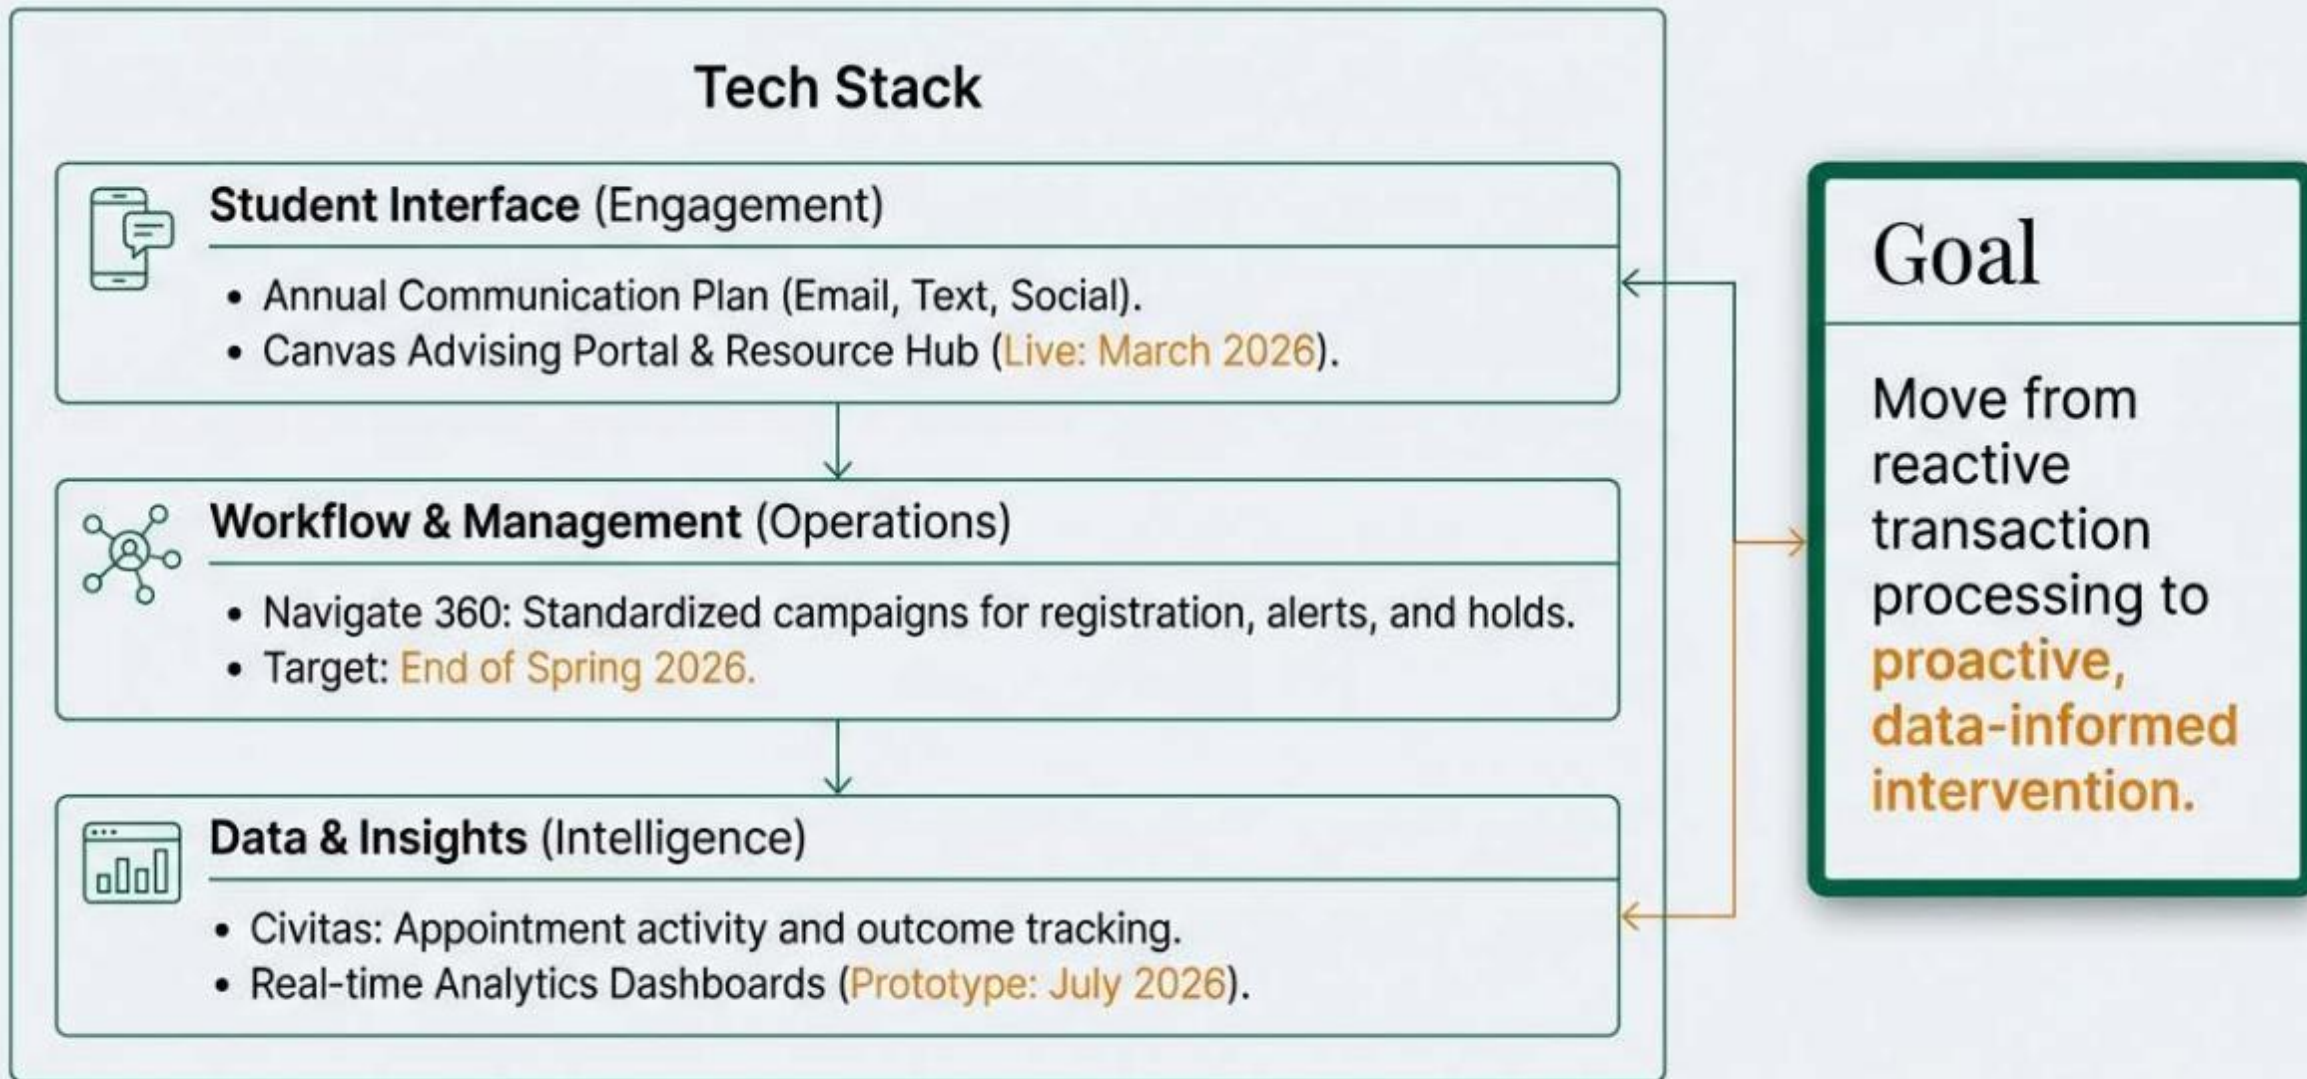 Tech Stack
Student Interface (Engagement)
• Annual Communication Plan (Email, Text, Social).
• Canvas Advising Portal & Resource Hub (Live: March 2026).
Workflow & Management (Operations)
• Navigate 360: Standardized campaigns for registration, alerts, and holds.
• Target: End of Spring 2026.
Data & Insights (Intelligence)
• Civitas: Appointment activity and outcome tracking.
• Real-time Analytics Dashboards (Prototype: July 2026).
Goal
Move from
reactive
transaction
processing to
proactive,
data-informed
intervention.